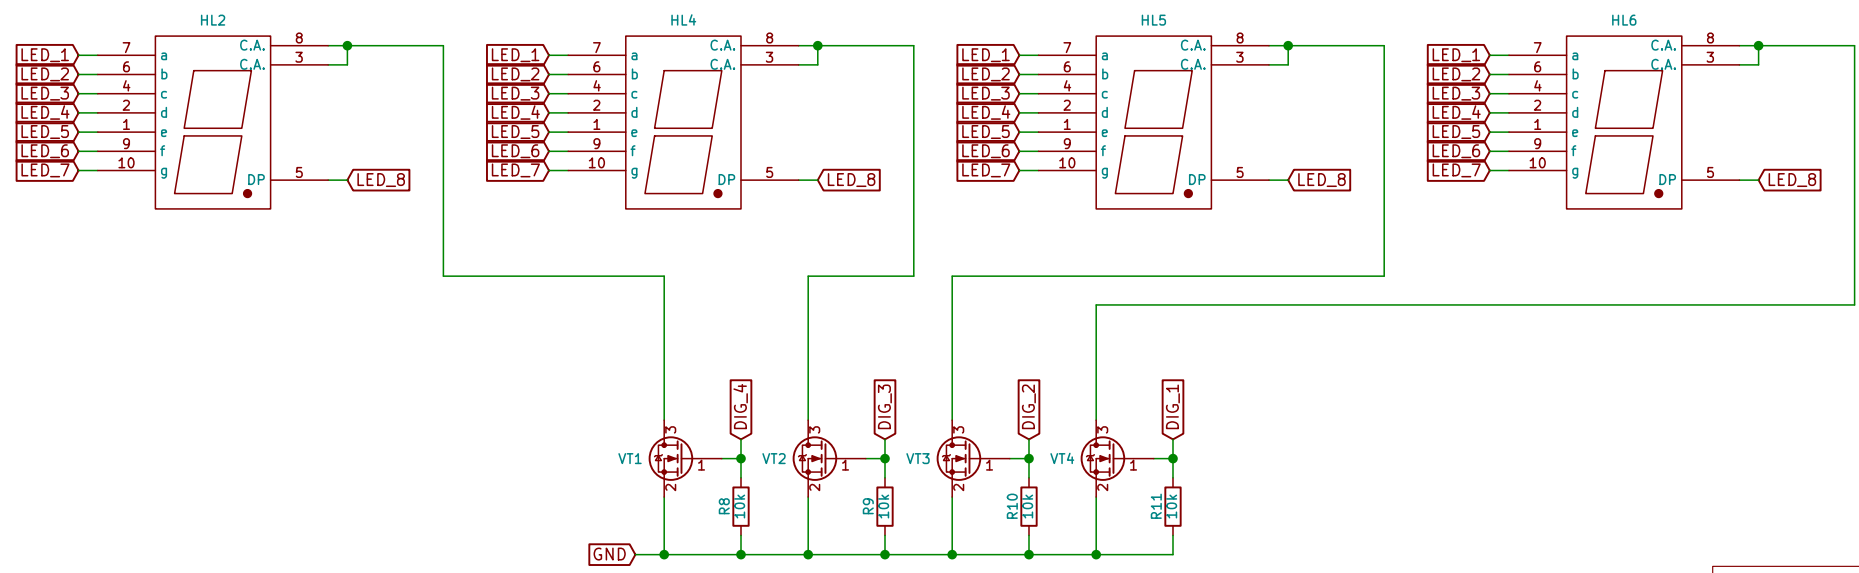 HL2
HL4
HL5
HL6
LED_1 7 a C.A. 8
C.A. 3
LED_2 6 b
LED_3 4 c
LED_4 2 d
LED_5 1 e
LED_6 9 f
LED_7 10 g
DP 5 LED_8
LED_1 7 a C.A. 8
C.A. 3
LED_2 6 b
LED_3 4 c
LED_4 2 d
LED_5 1 e
LED_6 9 f
LED_7 10 g
DP 5 LED_8
LED_1 7 a C.A. 8
C.A. 3
LED_2 6 b
LED_3 4 c
LED_4 2 d
LED_5 1 e
LED_6 9 f
LED_7 10 g
DP 5 LED_8
LED_1 7 a C.A. 8
C.A. 3
LED_2 6 b
LED_3 4 c
LED_4 2 d
LED_5 1 e
LED_6 9 f
LED_7 10 g
DP 5 LED_8
DIG_4
DIG_3
DIG_2
DIG_1
VT1 3 1 2
R8 10k
VT2 3 1 2
R9 10k
VT3 3 1 2
R10 10k
VT4 3 1 2
R11 10k
GND